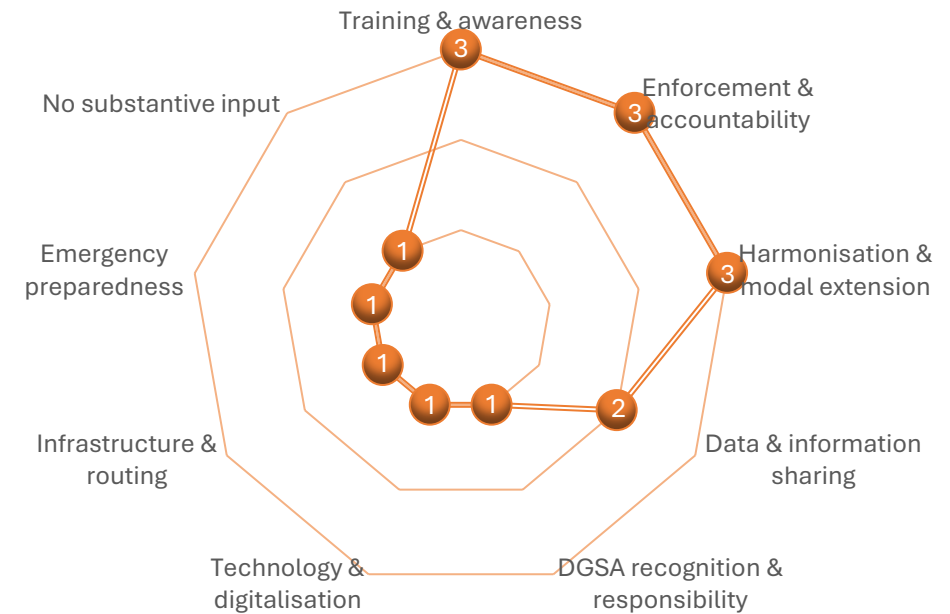 Training & awareness
3
Enforcement &
accountability
3
Harmonisation &
modal extension
3
Data & information
sharing
2
DGSA recognition &
responsibility
1
Technology &
digitalisation
1
Infrastructure &
routing
1
Emergency
preparedness
1
No substantive input
1